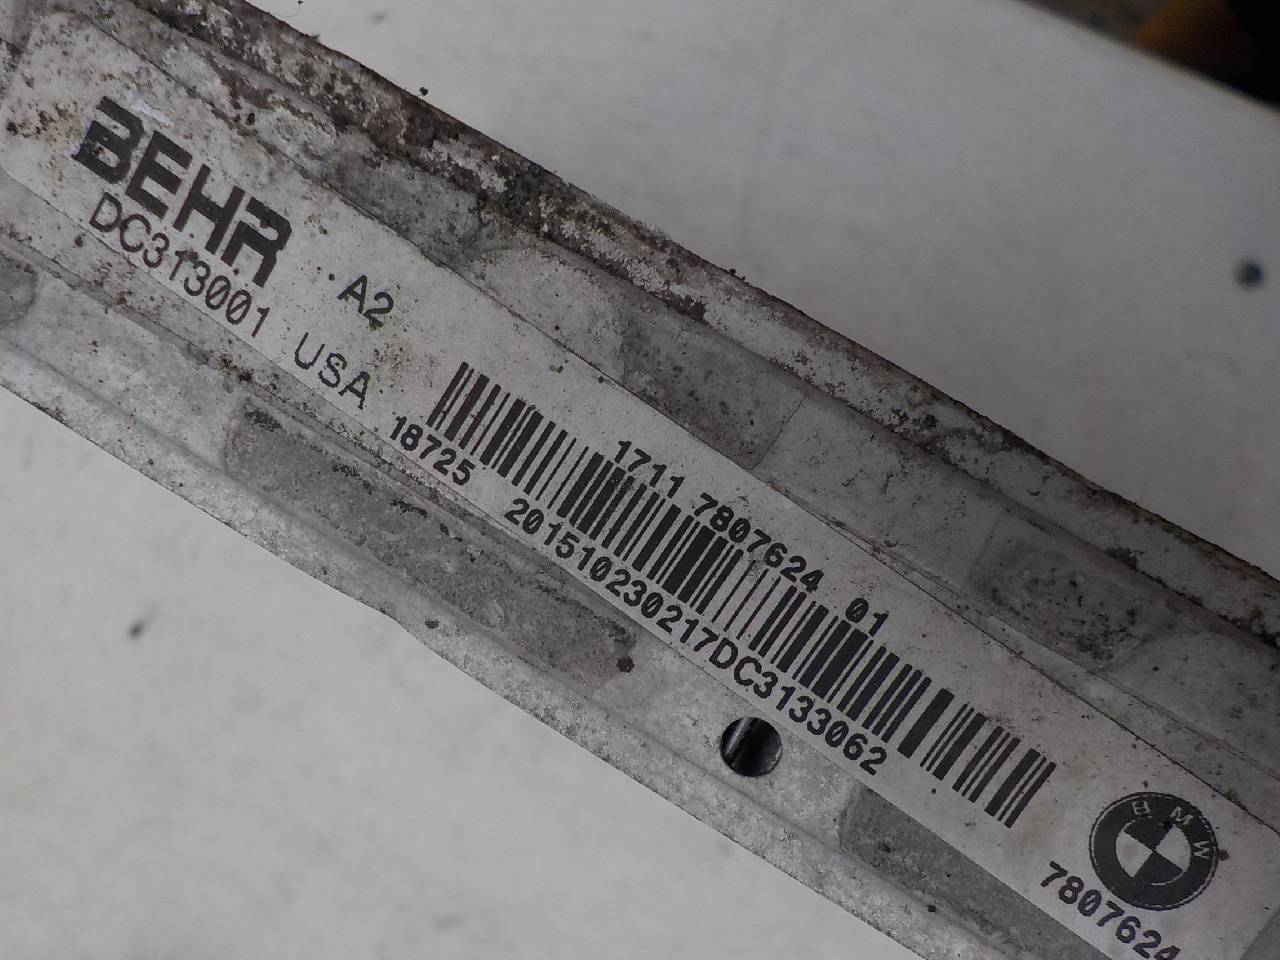 BEHR A2
DC313001 USA
1711 7807624 01
18725 201510230217DC3133062
BMW
7807624